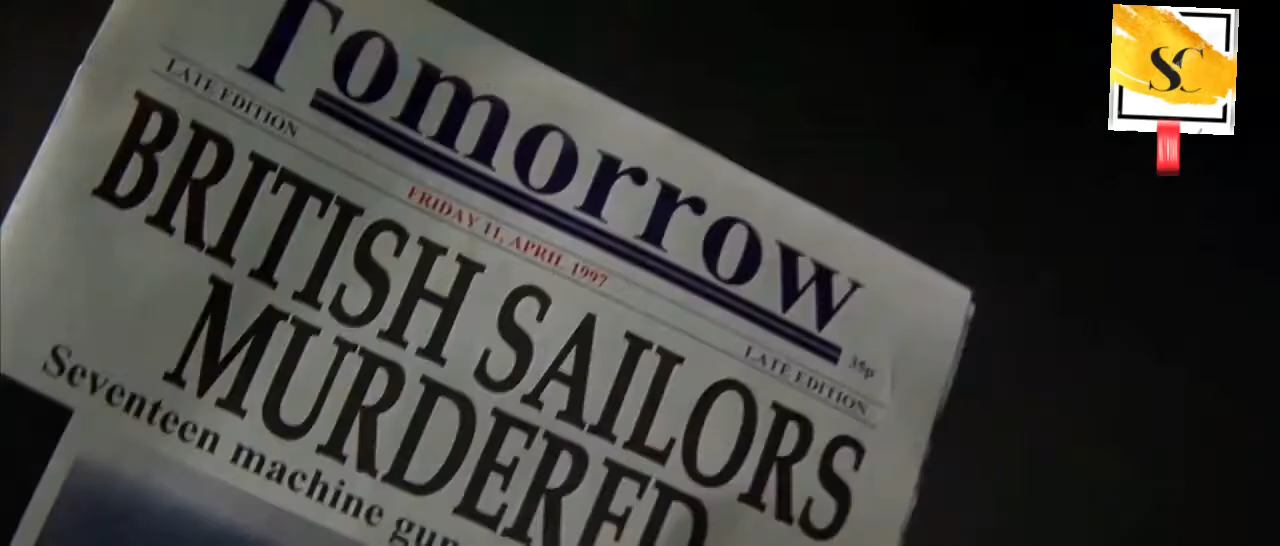 Tomorrow
LATE EDITION
FRIDAY 11, APRIL 1997
LATE EDITION
35p
BRITISH SAILORS
MURDERED
Seventeen machine
SC